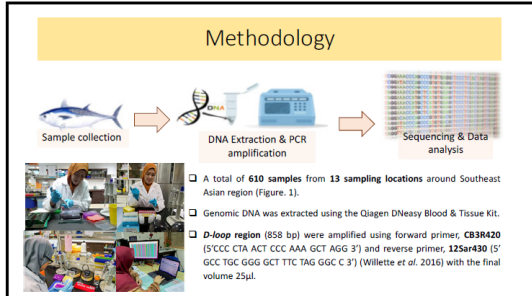 Methodology
DNA
Sample collection
DNA Extraction & PCR
amplification
Sequencing & Data
analysis
❑ A total of 610 samples from 13 sampling locations around Southeast
Asian region (Figure. 1).
❑ Genomic DNA was extracted using the Qiagen DNeasy Blood & Tissue Kit.
❑ D-loop region (858 bp) were amplified using forward primer, CB3R420
(5’CCC CTA ACT CCC AAA GCT AGG 3’) and reverse primer, 12Sar430 (5’
GCC TGC GGG GCT TTC TAG GGC C 3’) (Willette et al. 2016) with the final
volume 25μl.